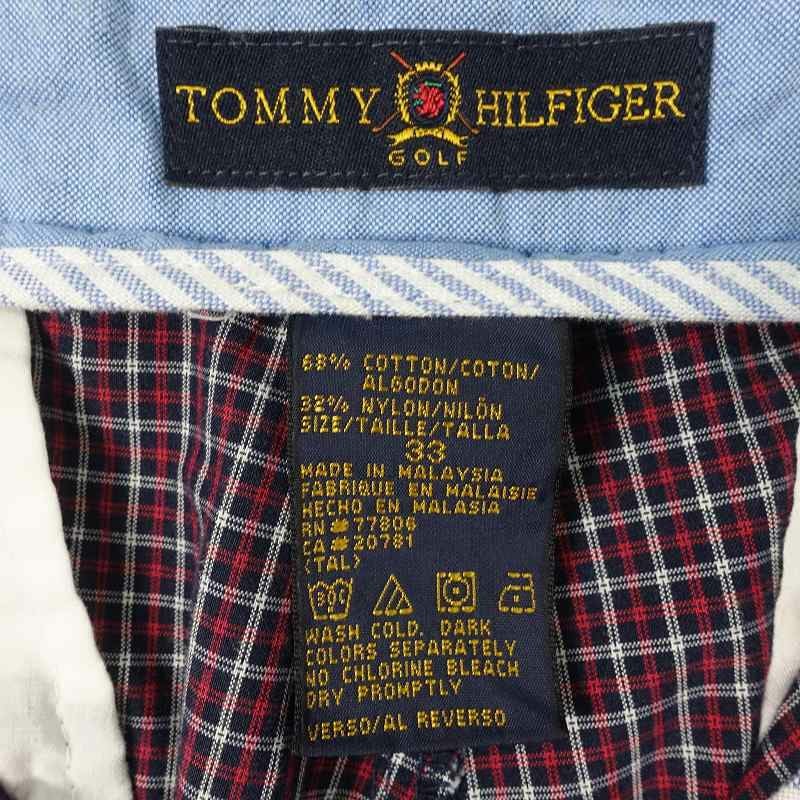 TOMMY HILFIGER
GOLF
68% COTTON/COTON/
ALGODON
32% NYLON/NILÓN
SIZE/TAILLE/TALLA
33
MADE IN MALAYSIA
FABRIQUE EN MALAISIE
HECHO EN MALASIA
RN# 77806
CA# 20781
(TAL)
30C
WASH COLD. DARK
COLORS SEPARATELY
NO CHLORINE BLEACH
DRY PROMPTLY
VERSO/AL REVERSO